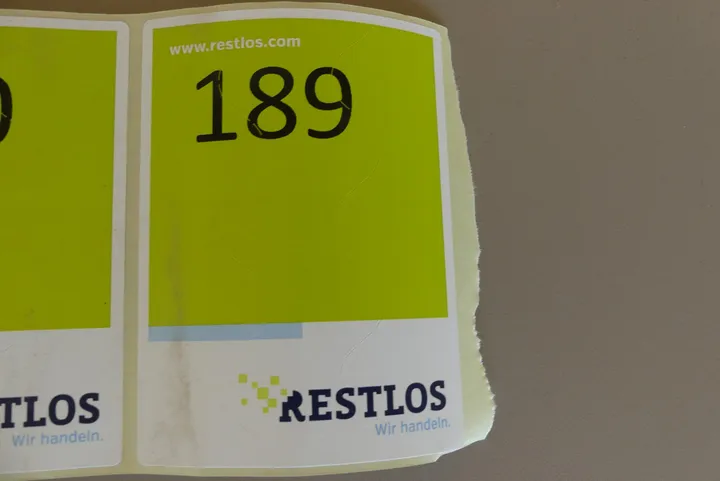 www.restlos.com
189
RESTLOS
Wir handeln.
TLOS
Wir handeln.